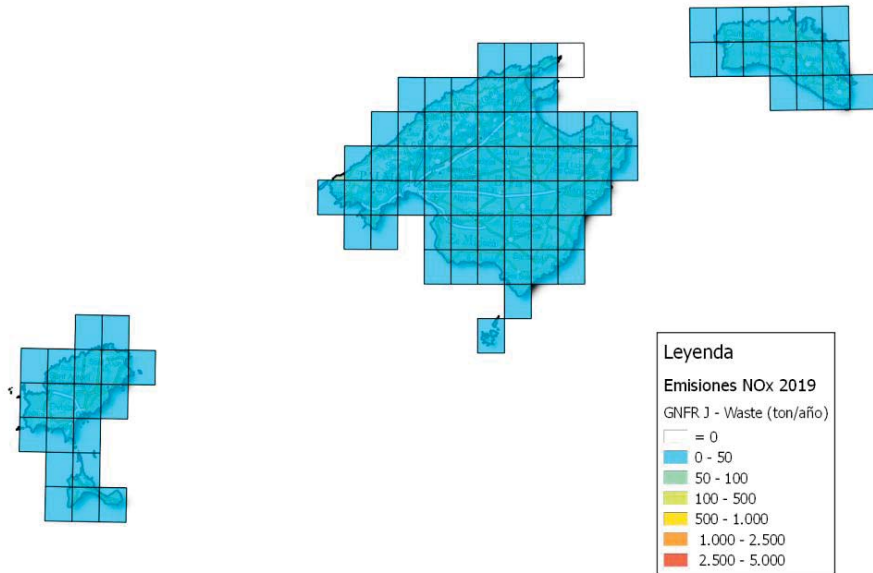 Leyenda
Emisiones NOx 2019
GNFR J - Waste (ton/año)
= 0
0 - 50
50 - 100
100 - 500
500 - 1.000
1.000 - 2.500
2.500 - 5.000